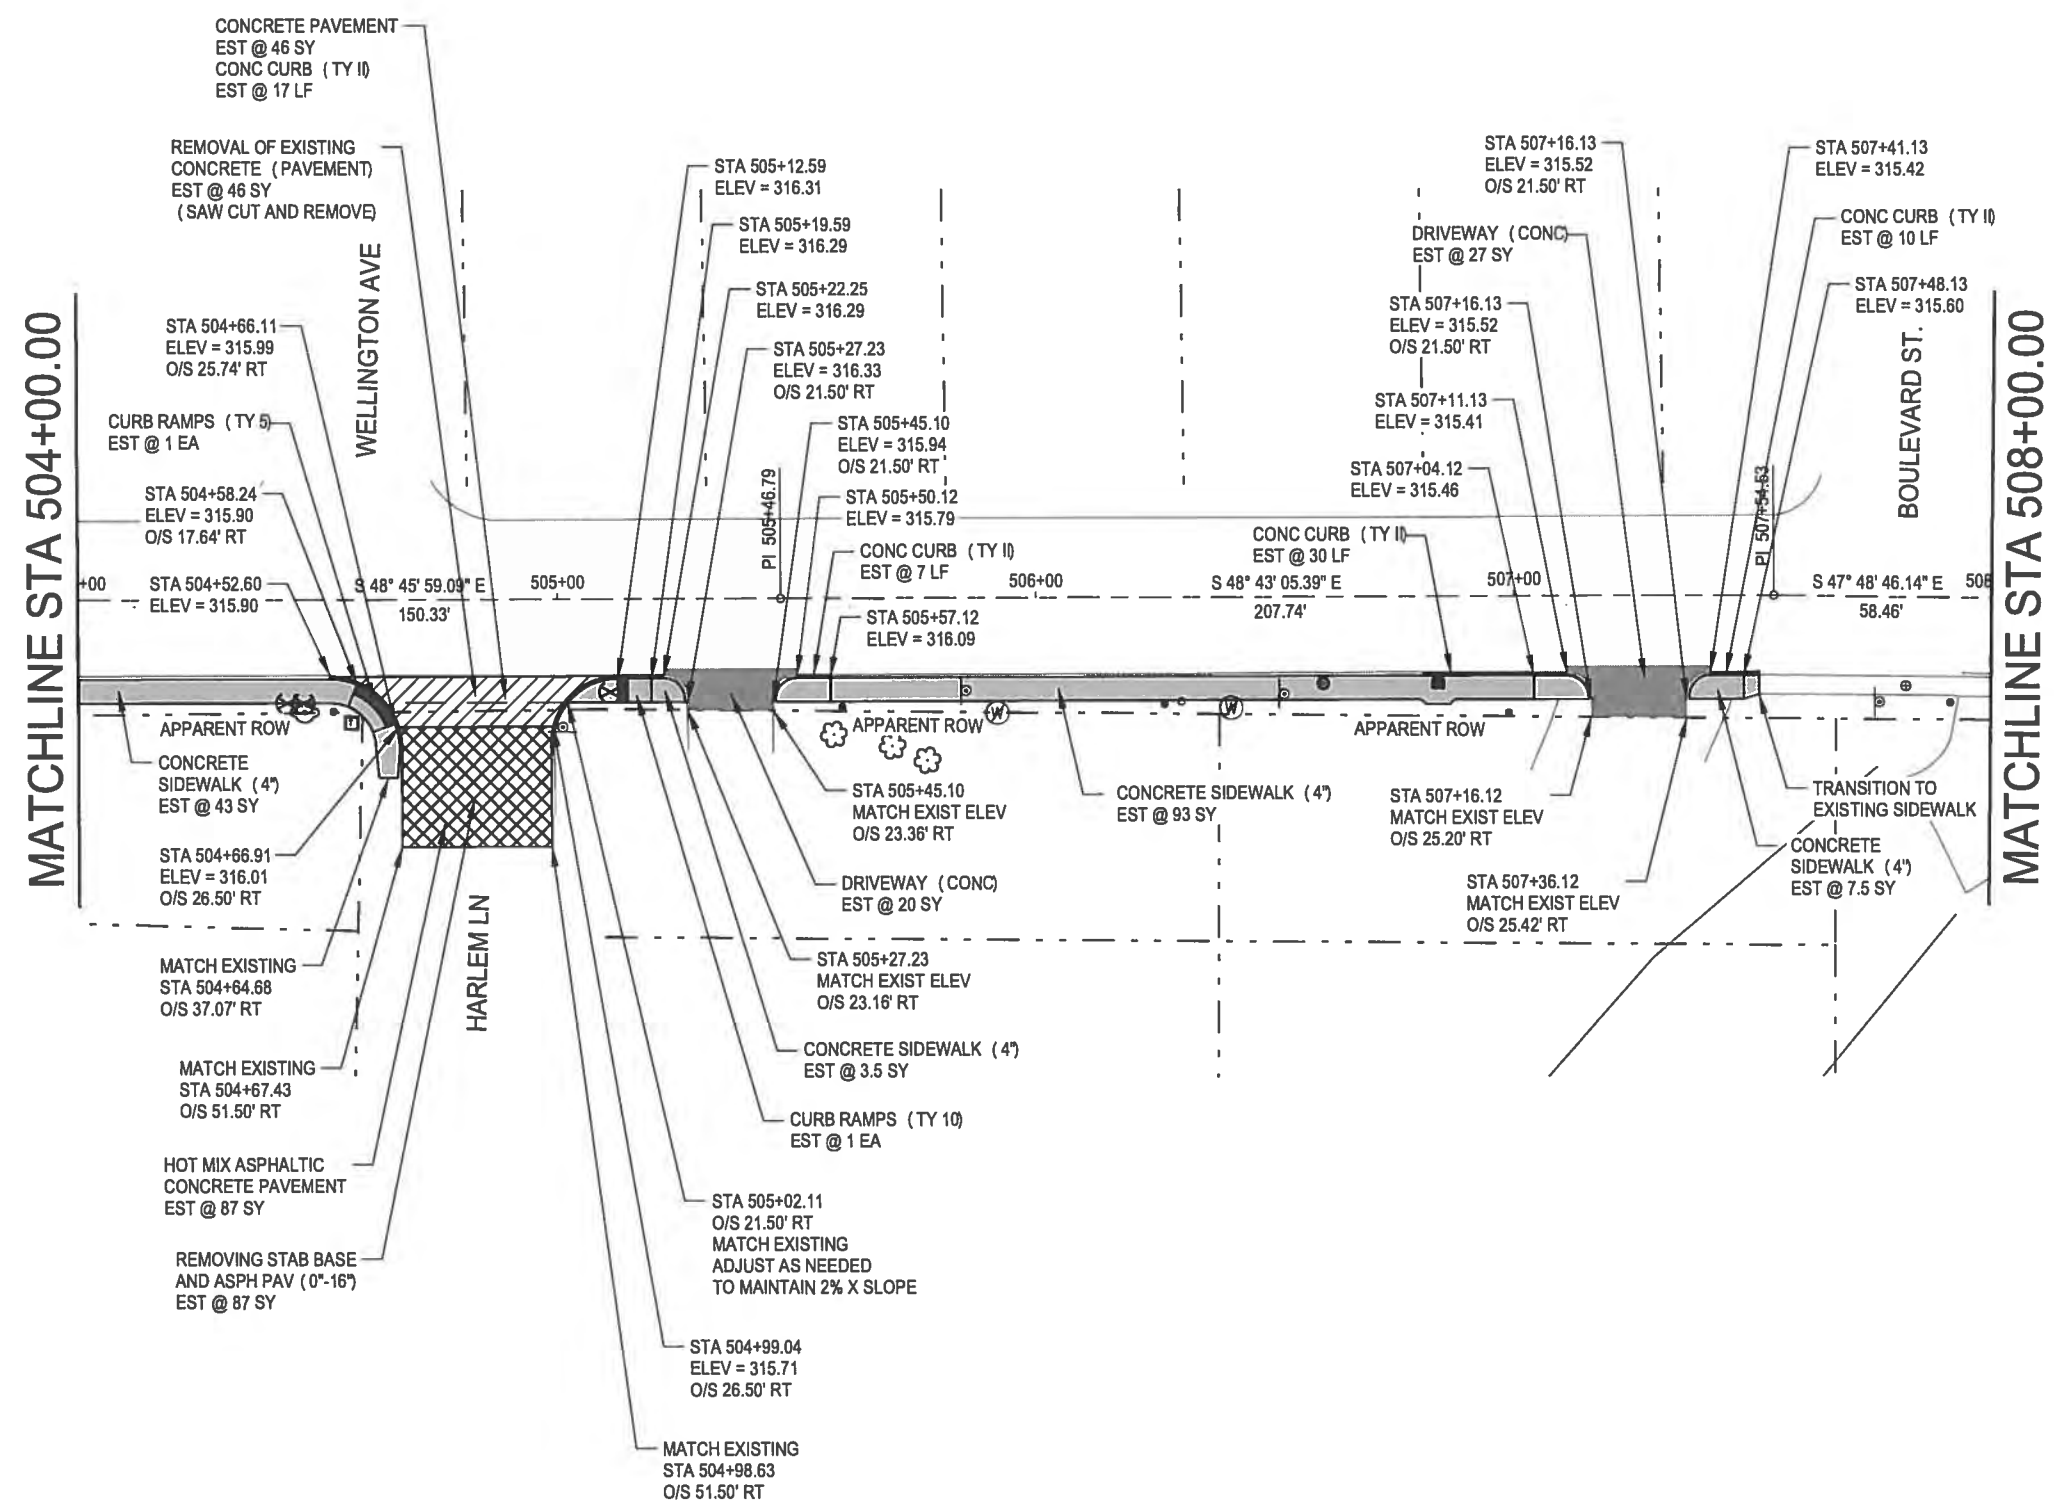 CONCRETE PAVEMENT
EST @ 46 SY
CONC CURB (TY II)
EST @ 17 LF
REMOVAL OF EXISTING
CONCRETE (PAVEMENT)
EST @ 46 SY
(SAW CUT AND REMOVE)
WELLINGTON AVE
STA 504+66.11
ELEV = 315.99
O/S 25.74' RT
CURB RAMPS (TY 5)
EST @ 1 EA
STA 504+58.24
ELEV = 315.90
O/S 17.64' RT
STA 504+52.60
ELEV = 315.90
MATCHLINE STA 504+00.00
+00
S 48° 45' 59.09" E
150.33'
505+00
STA 505+12.59
ELEV = 316.31
STA 505+19.59
ELEV = 316.29
STA 505+22.25
ELEV = 316.29
STA 505+27.23
ELEV = 316.33
O/S 21.50' RT
STA 505+45.10
ELEV = 315.94
O/S 21.50' RT
PI 505+46.79
STA 505+50.12
ELEV = 315.79
CONC CURB (TY II)
EST @ 7 LF
STA 505+57.12
ELEV = 316.09
506+00
S 48° 43' 05.39" E
207.74'
507+00
STA 507+16.13
ELEV = 315.52
O/S 21.50' RT
DRIVEWAY (CONC)
EST @ 27 SY
STA 507+16.13
ELEV = 315.52
O/S 21.50' RT
STA 507+11.13
ELEV = 315.41
STA 507+04.12
ELEV = 315.46
CONC CURB (TY II)
EST @ 30 LF
STA 507+41.13
ELEV = 315.42
CONC CURB (TY II)
EST @ 10 LF
STA 507+48.13
ELEV = 315.60
BOULEVARD ST.
PI 507+54.63
S 47° 48' 46.14" E
58.46'
508
MATCHLINE STA 508+00.00
APPARENT ROW
T
W
W
APPARENT ROW
APPARENT ROW
CONCRETE
SIDEWALK (4")
EST @ 43 SY
STA 504+66.91
ELEV = 316.01
O/S 26.50' RT
MATCH EXISTING
STA 504+64.68
O/S 37.07' RT
MATCH EXISTING
STA 504+67.43
O/S 51.50' RT
HOT MIX ASPHALTIC
CONCRETE PAVEMENT
EST @ 87 SY
REMOVING STAB BASE
AND ASPH PAV (0"-16")
EST @ 87 SY
HARLEM LN
STA 505+45.10
MATCH EXIST ELEV
O/S 23.36' RT
DRIVEWAY (CONC)
EST @ 20 SY
STA 505+27.23
MATCH EXIST ELEV
O/S 23.16' RT
CONCRETE SIDEWALK (4")
EST @ 3.5 SY
CURB RAMPS (TY 10)
EST @ 1 EA
STA 505+02.11
O/S 21.50' RT
MATCH EXISTING
ADJUST AS NEEDED
TO MAINTAIN 2% X SLOPE
STA 504+99.04
ELEV = 315.71
O/S 26.50' RT
MATCH EXISTING
STA 504+98.63
O/S 51.50' RT
CONCRETE SIDEWALK (4")
EST @ 93 SY
STA 507+16.12
MATCH EXIST ELEV
O/S 25.20' RT
STA 507+36.12
MATCH EXIST ELEV
O/S 25.42' RT
TRANSITION TO
EXISTING SIDEWALK
CONCRETE
SIDEWALK (4")
EST @ 7.5 SY